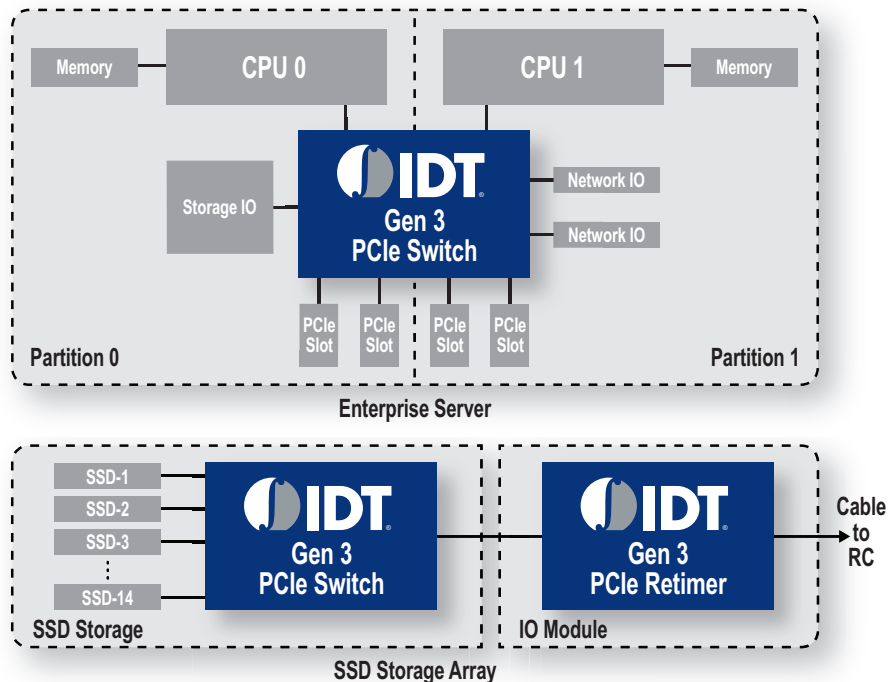 Memory
CPU 0
CPU 1
Memory
Storage IO
IDT®
Gen 3
PCIe Switch
Network IO
Network IO
PCIe
Slot
PCIe
Slot
PCIe
Slot
PCIe
Slot
Partition 0
Partition 1
Enterprise Server
SSD-1
SSD-2
SSD-3
SSD-14
IDT®
Gen 3
PCIe Switch
IDT®
Gen 3
PCIe Retimer
Cable
to
RC
SSD Storage
IO Module
SSD Storage Array